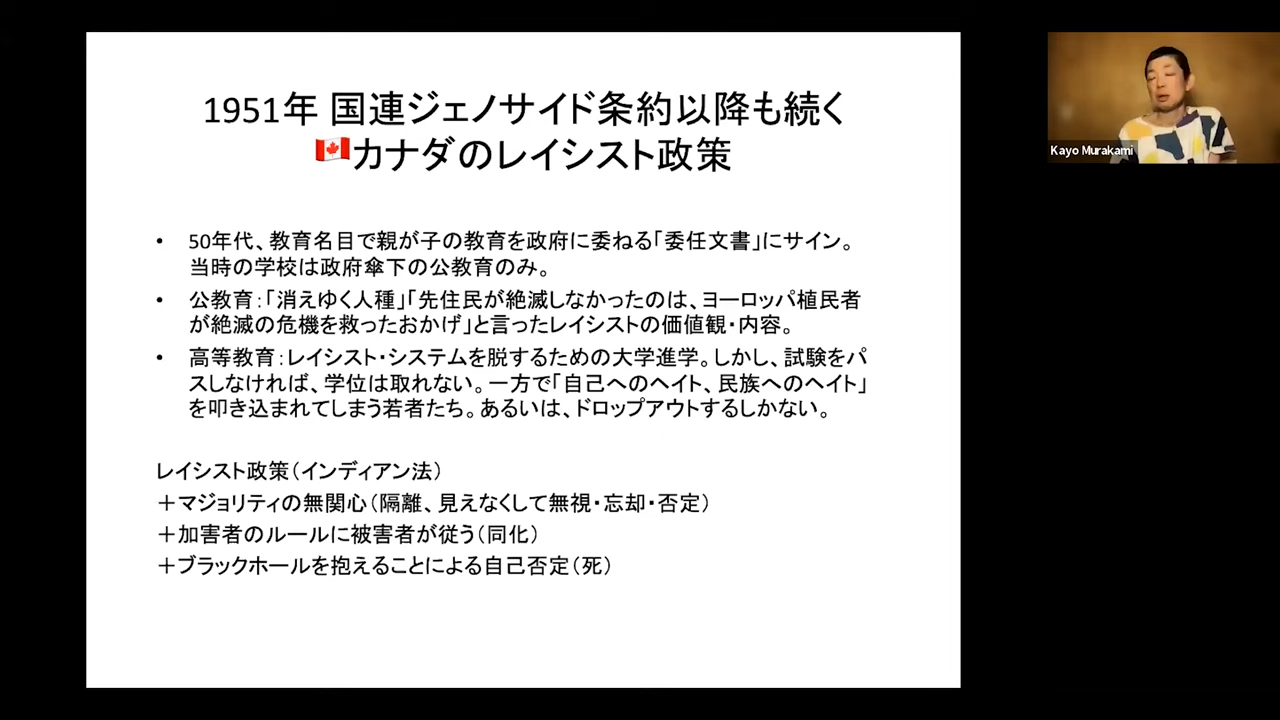 1951年 国連ジェノサイド条約以降も続く
🇨🇦カナダのレイシスト政策
• 50年代、教育名目で親が子の教育を政府に委ねる「委任文書」にサイン。
当時の学校は政府傘下の公教育のみ。
• 公教育：「消えゆく人種」「先住民が絶滅しなかったのは、ヨーロッパ植民者
が絶滅の危機を救ったおかげ」と言ったレイシストの価値観・内容。
• 高等教育：レイシスト・システムを脱するための大学進学。しかし、試験をパ
スしなければ、学位は取れない。一方で「自己へのヘイト、民族へのヘイト」
を叩き込まれてしまう若者たち。あるいは、ドロップアウトするしかない。
レイシスト政策（インディアン法）
＋マジョリティの無関心（隔離、見えなくして無視・忘却・否定）
＋加害者のルールに被害者が従う（同化）
＋ブラックホールを抱えることによる自己否定（死）
Kayo Murakami